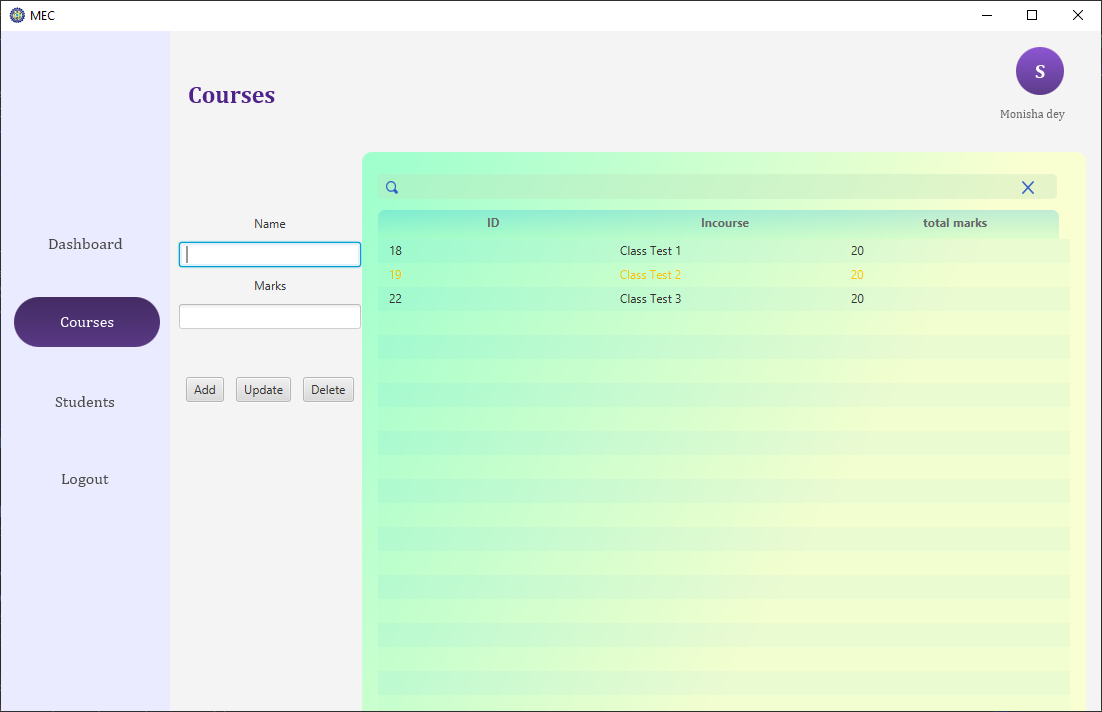 MEC
S
Courses
Monisha dey
Name
Marks
Add Update Delete
Dashboard
Courses
Students
Logout
ID Incourse total marks
18 Class Test 1 20
19 Class Test 2 20
22 Class Test 3 20